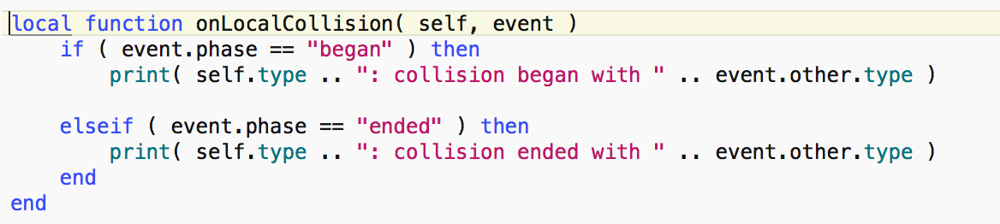 local function onLocalCollision( self, event )
    if ( event.phase == "began" ) then
        print( self.type .. ": collision began with " .. event.other.type )
    elseif ( event.phase == "ended" ) then
        print( self.type .. ": collision ended with " .. event.other.type )
    end
end